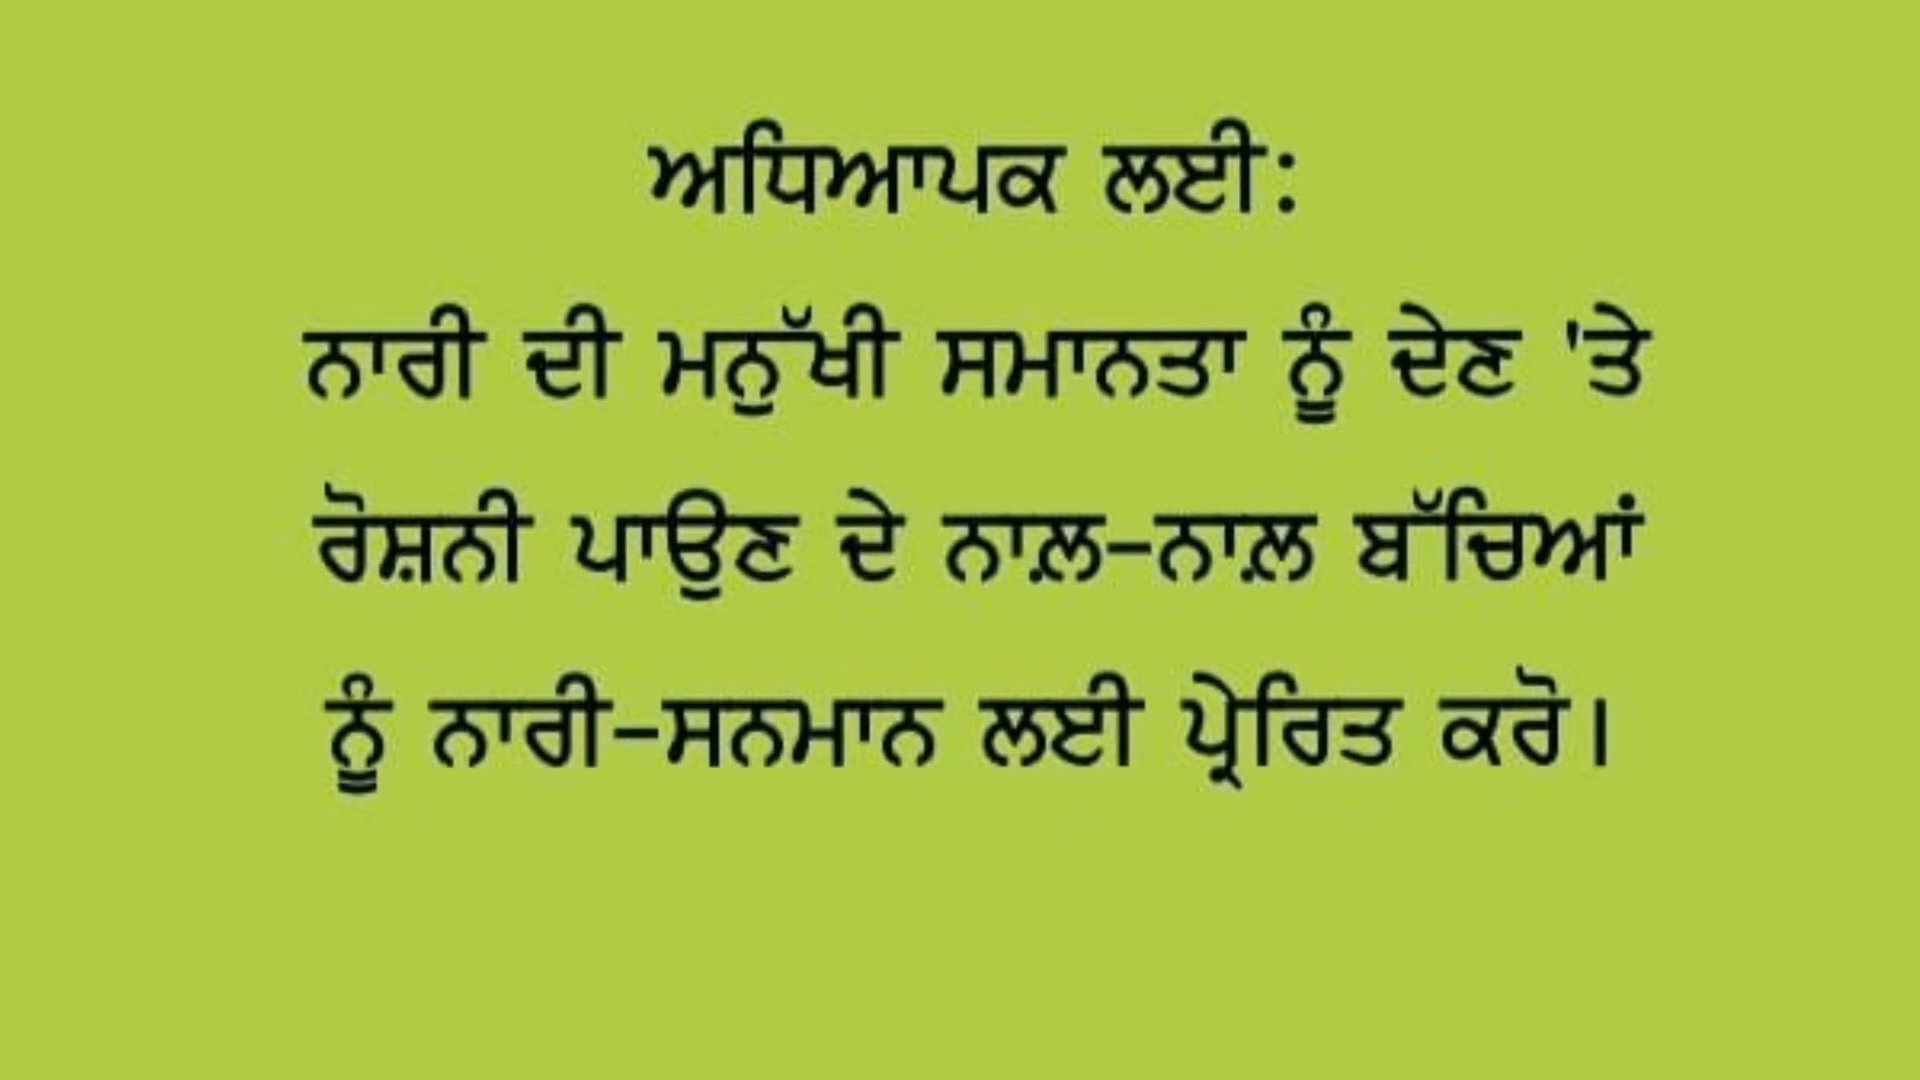 ਅਧਿਆਪਕ ਲਈ:
ਨਾਰੀ ਦੀ ਮਨੁੱਖੀ ਸਮਾਨਤਾ ਨੂੰ ਦੇਣ 'ਤੇ
ਰੋਸ਼ਨੀ ਪਾਉਣ ਦੇ ਨਾਲ਼-ਨਾਲ਼ ਬੱਚਿਆਂ
ਨੂੰ ਨਾਰੀ-ਸਨਮਾਨ ਲਈ ਪ੍ਰੇਰਿਤ ਕਰੋ।